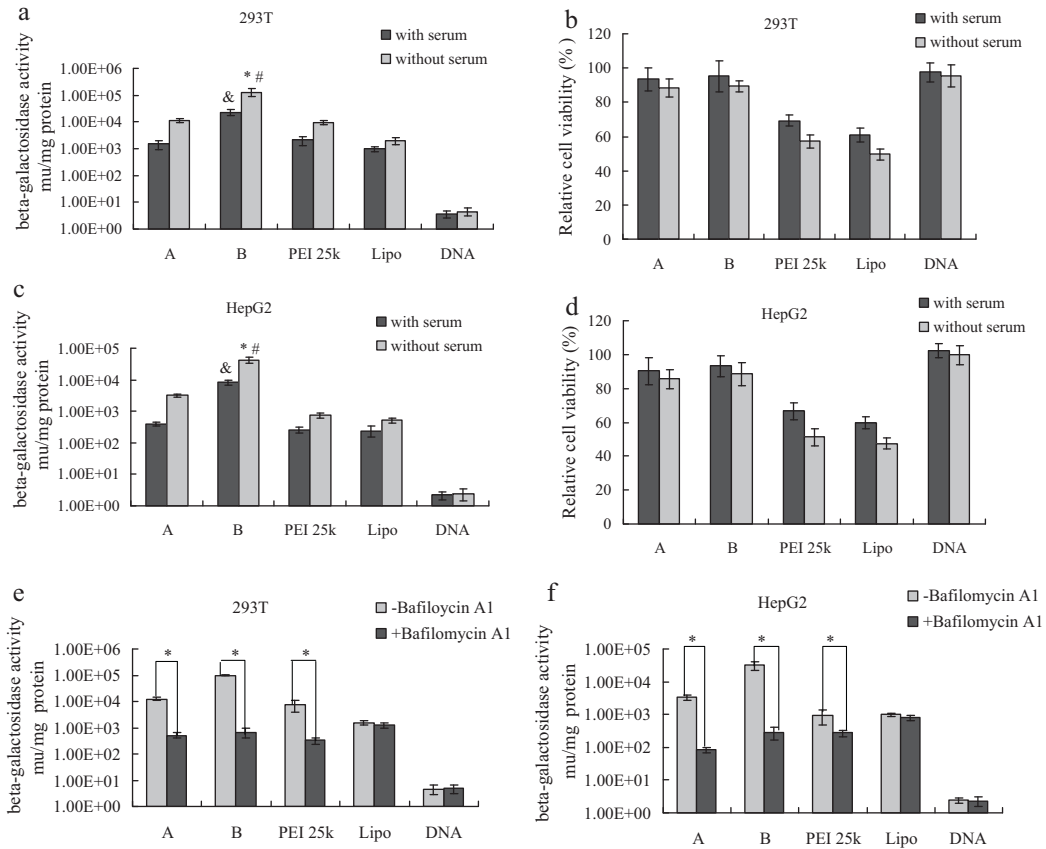 a
293T
with serum
without serum
beta-galactosidase activity
mu/mg protein
1.00E+06
1.00E+05
1.00E+04
1.00E+03
1.00E+02
1.00E+01
1.00E+00
&
* #
A B PEI 25k Lipo DNA
b
293T
with serum
without serum
Relative cell viability (%)
120
100
80
60
40
20
0
A B PEI 25k Lipo DNA
c
HepG2
with serum
without serum
beta-galactosidase activity
mu/mg protein
1.00E+05
1.00E+04
1.00E+03
1.00E+02
1.00E+01
1.00E+00
&
* #
A B PEI 25k Lipo DNA
d
HepG2
with serum
without serum
Relative cell viability (%)
120
100
80
60
40
20
0
A B PEI 25k Lipo DNA
e
293T
-Bafiloycin A1
+Bafilomycin A1
beta-galactosidase activity
mu/mg protein
1.00E+06
1.00E+05
1.00E+04
1.00E+03
1.00E+02
1.00E+01
1.00E+00
* * *
A B PEI 25k Lipo DNA
f
HepG2
-Bafilomycin A1
+Bafilomycin A1
beta-galactosidase activity
mu/mg protein
1.00E+05
1.00E+04
1.00E+03
1.00E+02
1.00E+01
1.00E+00
* * *
A B PEI 25k Lipo DNA